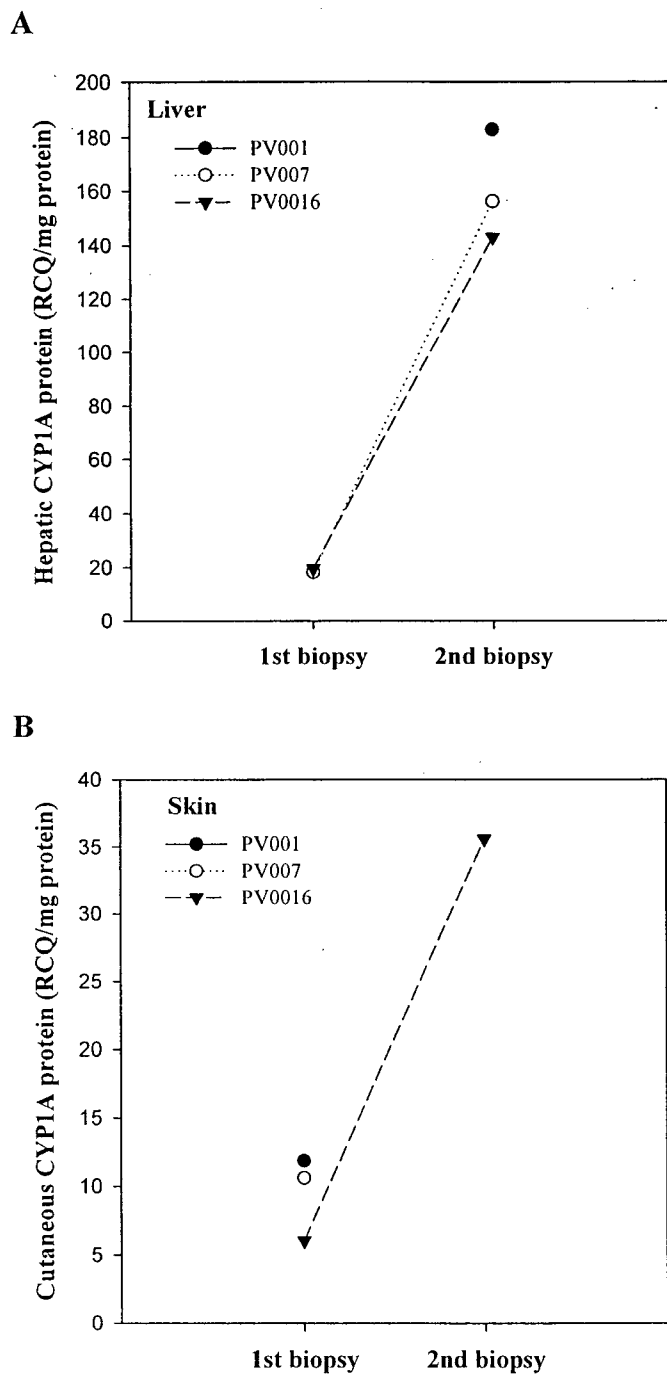 A
Hepatic CYP1A protein (RCQ/mg protein)
200
180
160
140
120
100
80
60
40
20
0
Liver
PV001
PV007
PV0016
1st biopsy 2nd biopsy
B
Cutaneous CYP1A protein (RCQ/mg protein)
40
35
30
25
20
15
10
5
0
Skin
PV001
PV007
PV0016
1st biopsy 2nd biopsy